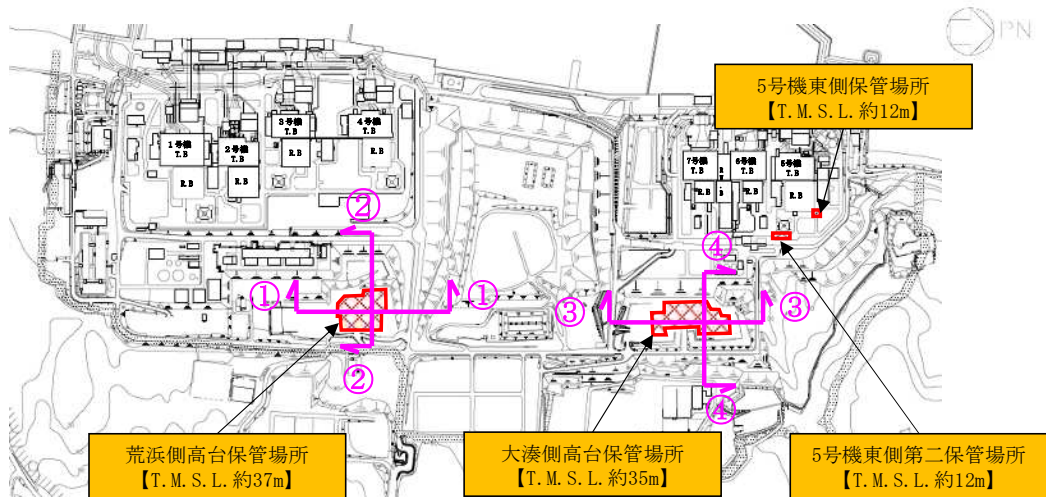 PN
5号機東側保管場所
【T.M.S.L.約12m】
1号機
T.B
R.B
2号機
T.B
R.B
3号機
T.B
R.B
4号機
T.B
R.B
7号機
T.B
R.B
6号機
T.B
R.B
5号機
T.B
R.B
②
④
①
①
③
③
②
④
荒浜側高台保管場所
【T.M.S.L.約37m】
大湊側高台保管場所
【T.M.S.L.約35m】
5号機東側第二保管場所
【T.M.S.L.約12m】